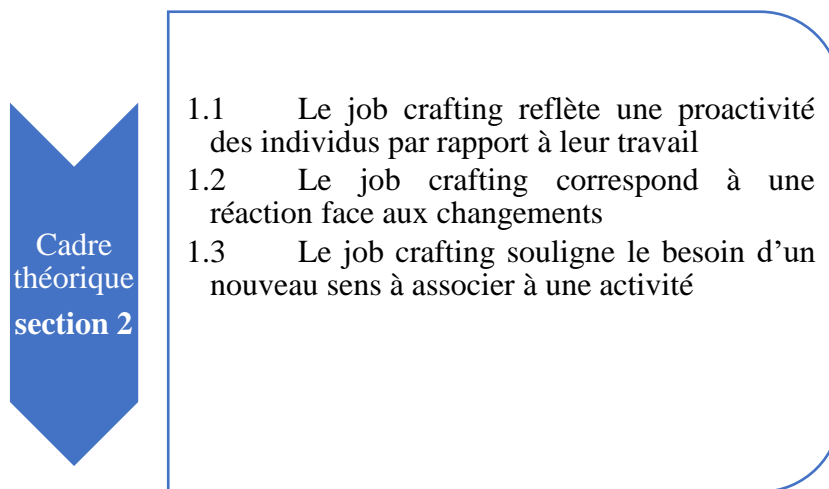 Cadre
théorique
section 2
1.1 Le job crafting reflète une proactivité
des individus par rapport à leur travail
1.2 Le job crafting correspond à une
réaction face aux changements
1.3 Le job crafting souligne le besoin d’un
nouveau sens à associer à une activité